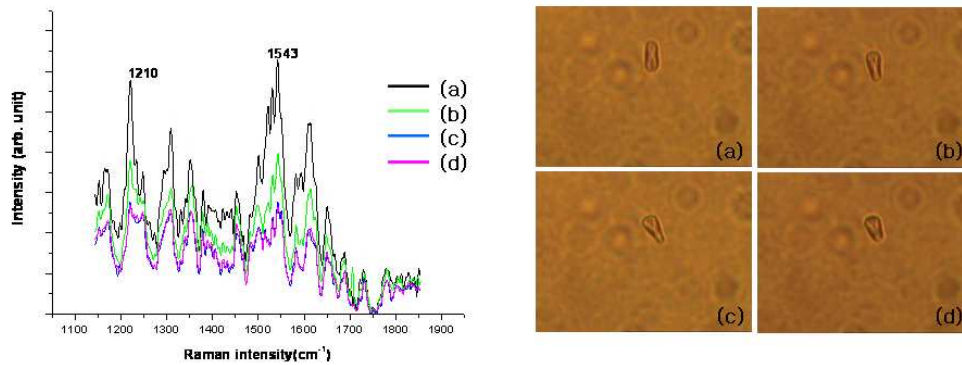 1210
1543
(a)
(b)
(c)
(d)
Intensity (arb. unit)
1100 1200 1300 1400 1500 1600 1700 1800 1900
Raman intensity(cm⁻¹)
(a)
(b)
(c)
(d)